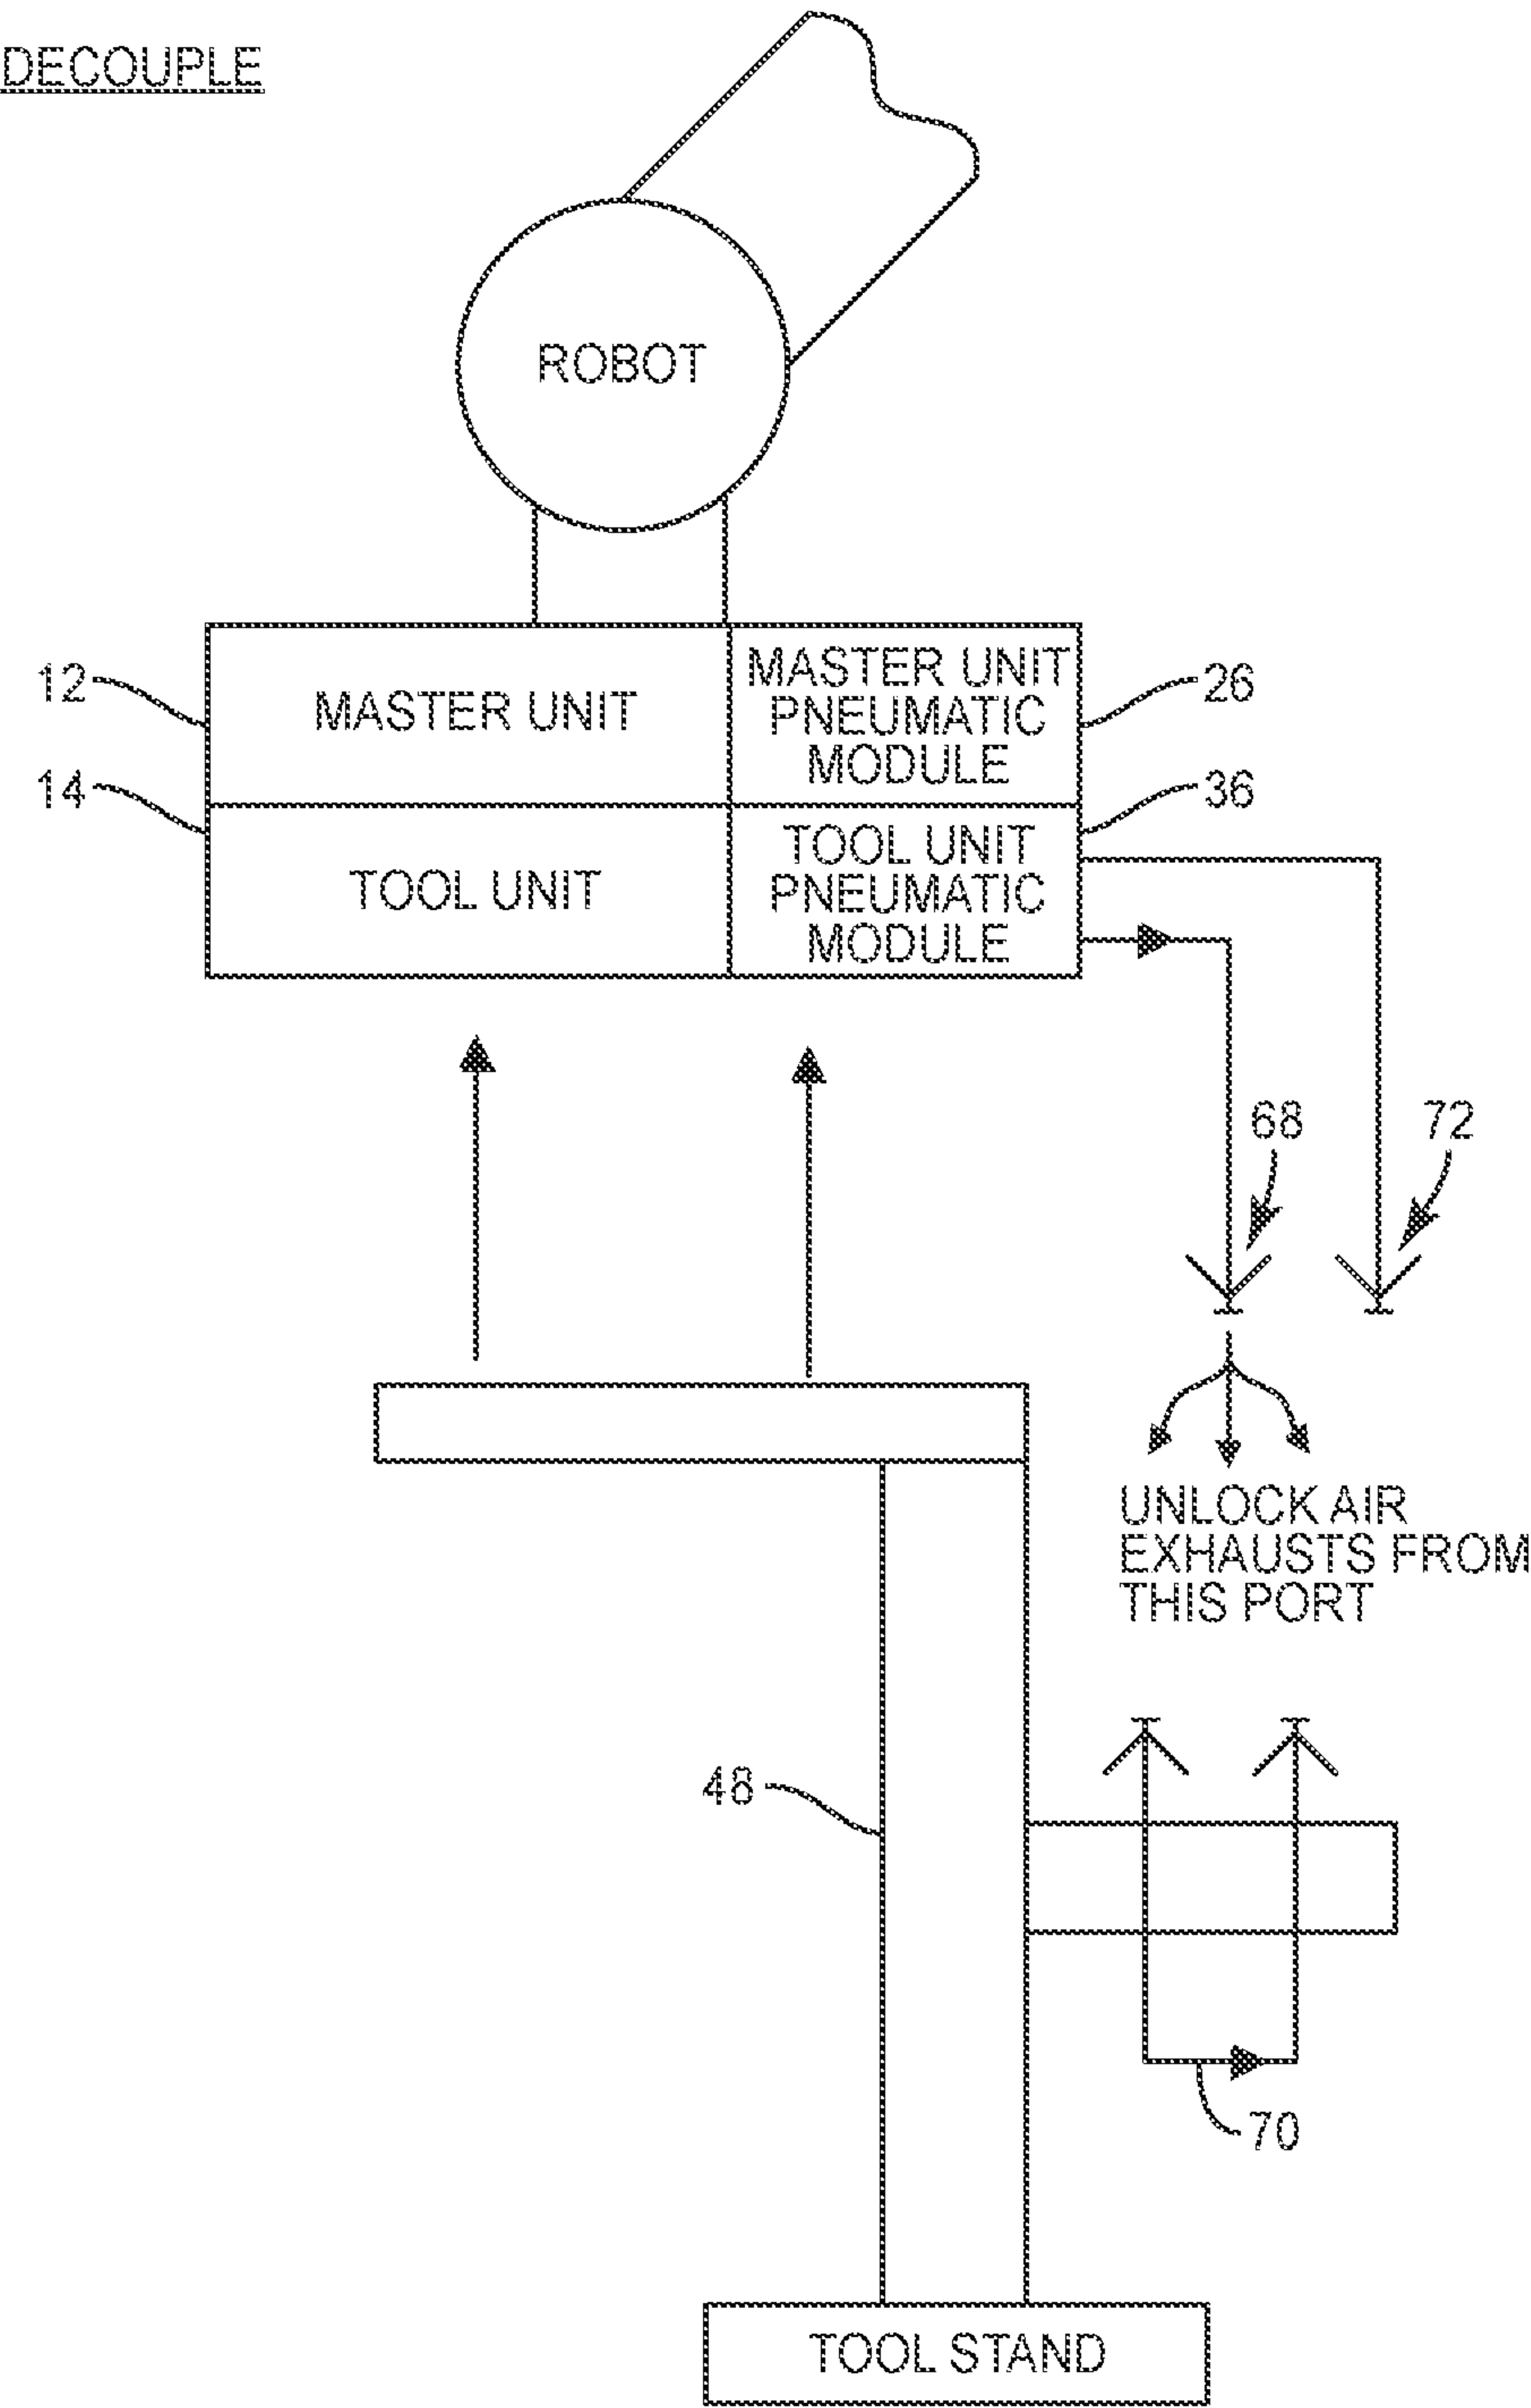 DECOUPLE
ROBOT
12
MASTER UNIT
MASTER UNIT
PNEUMATIC
MODULE
26
14
TOOL UNIT
TOOL UNIT
PNEUMATIC
MODULE
36
68
72
UNLOCK AIR
EXHAUSTS FROM
THIS PORT
48
70
TOOL STAND